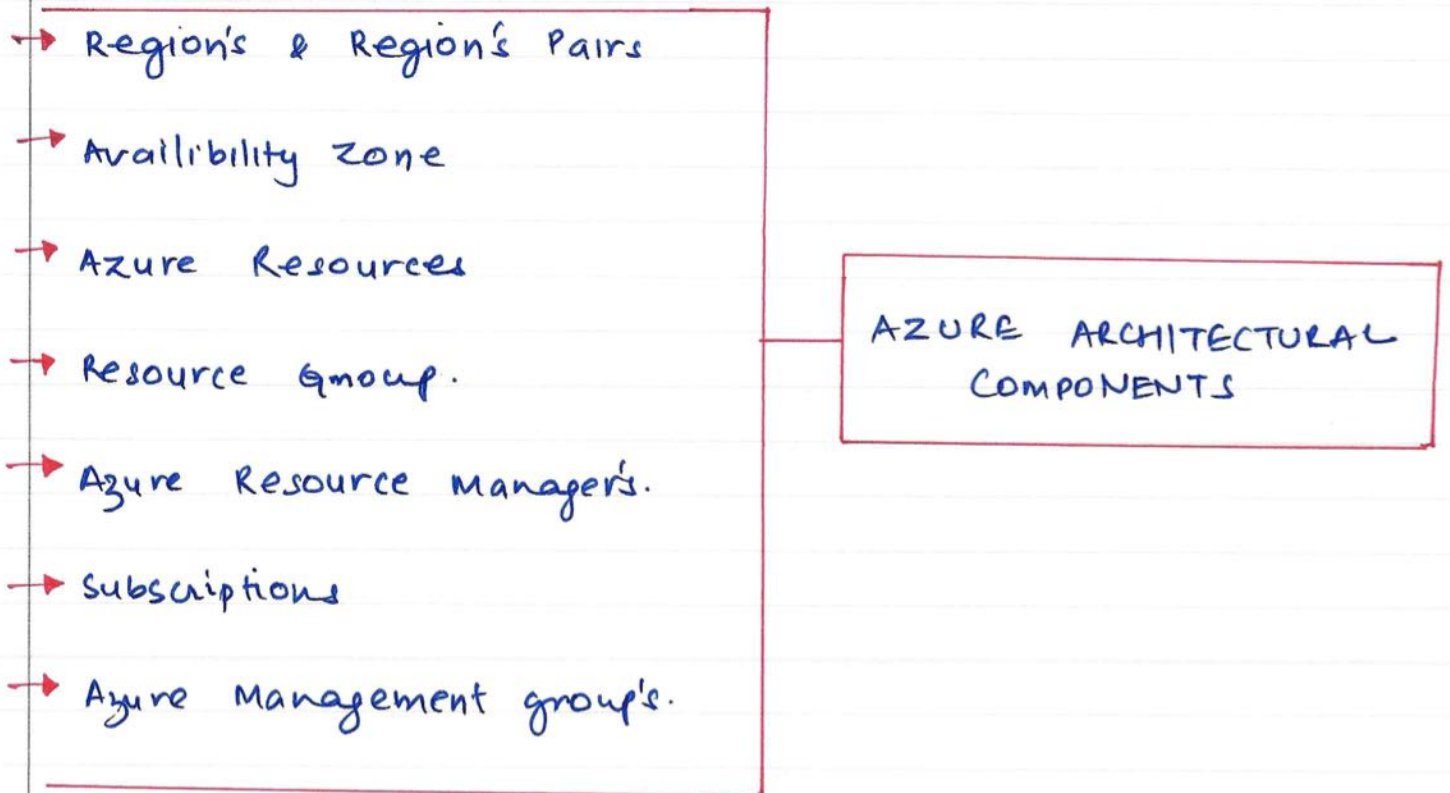 Region's & Region's Pairs
Availibility zone
Azure Resources
Resource Group.
Azure Resource Manager's.
Subscriptions
Azure Management group's.
AZURE ARCHITECTURAL
COMPONENTS